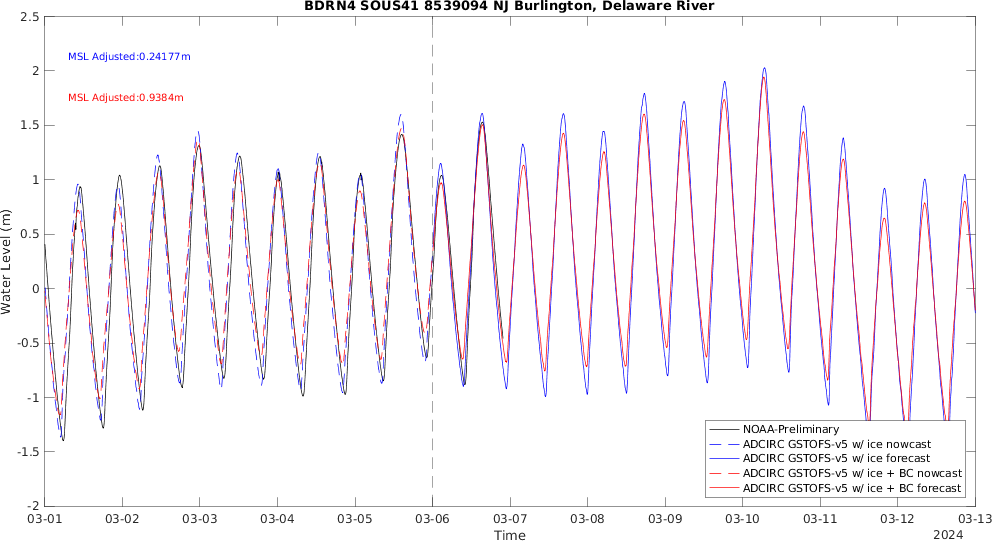 BDRN4 SOUS41 8539094 NJ Burlington, Delaware River
MSL Adjusted:0.24177m
MSL Adjusted:0.9384m
Water Level (m)
2.5
2
1.5
1
0.5
0
-0.5
-1
-1.5
-2
NOAA-Preliminary
ADCIRC GSTOFS-v5 w/ ice nowcast
ADCIRC GSTOFS-v5 w/ ice forecast
ADCIRC GSTOFS-v5 w/ ice + BC nowcast
ADCIRC GSTOFS-v5 w/ ice + BC forecast
03-01 03-02 03-03 03-04 03-05 03-06 03-07 03-08 03-09 03-10 03-11 03-12 03-13
Time
2024